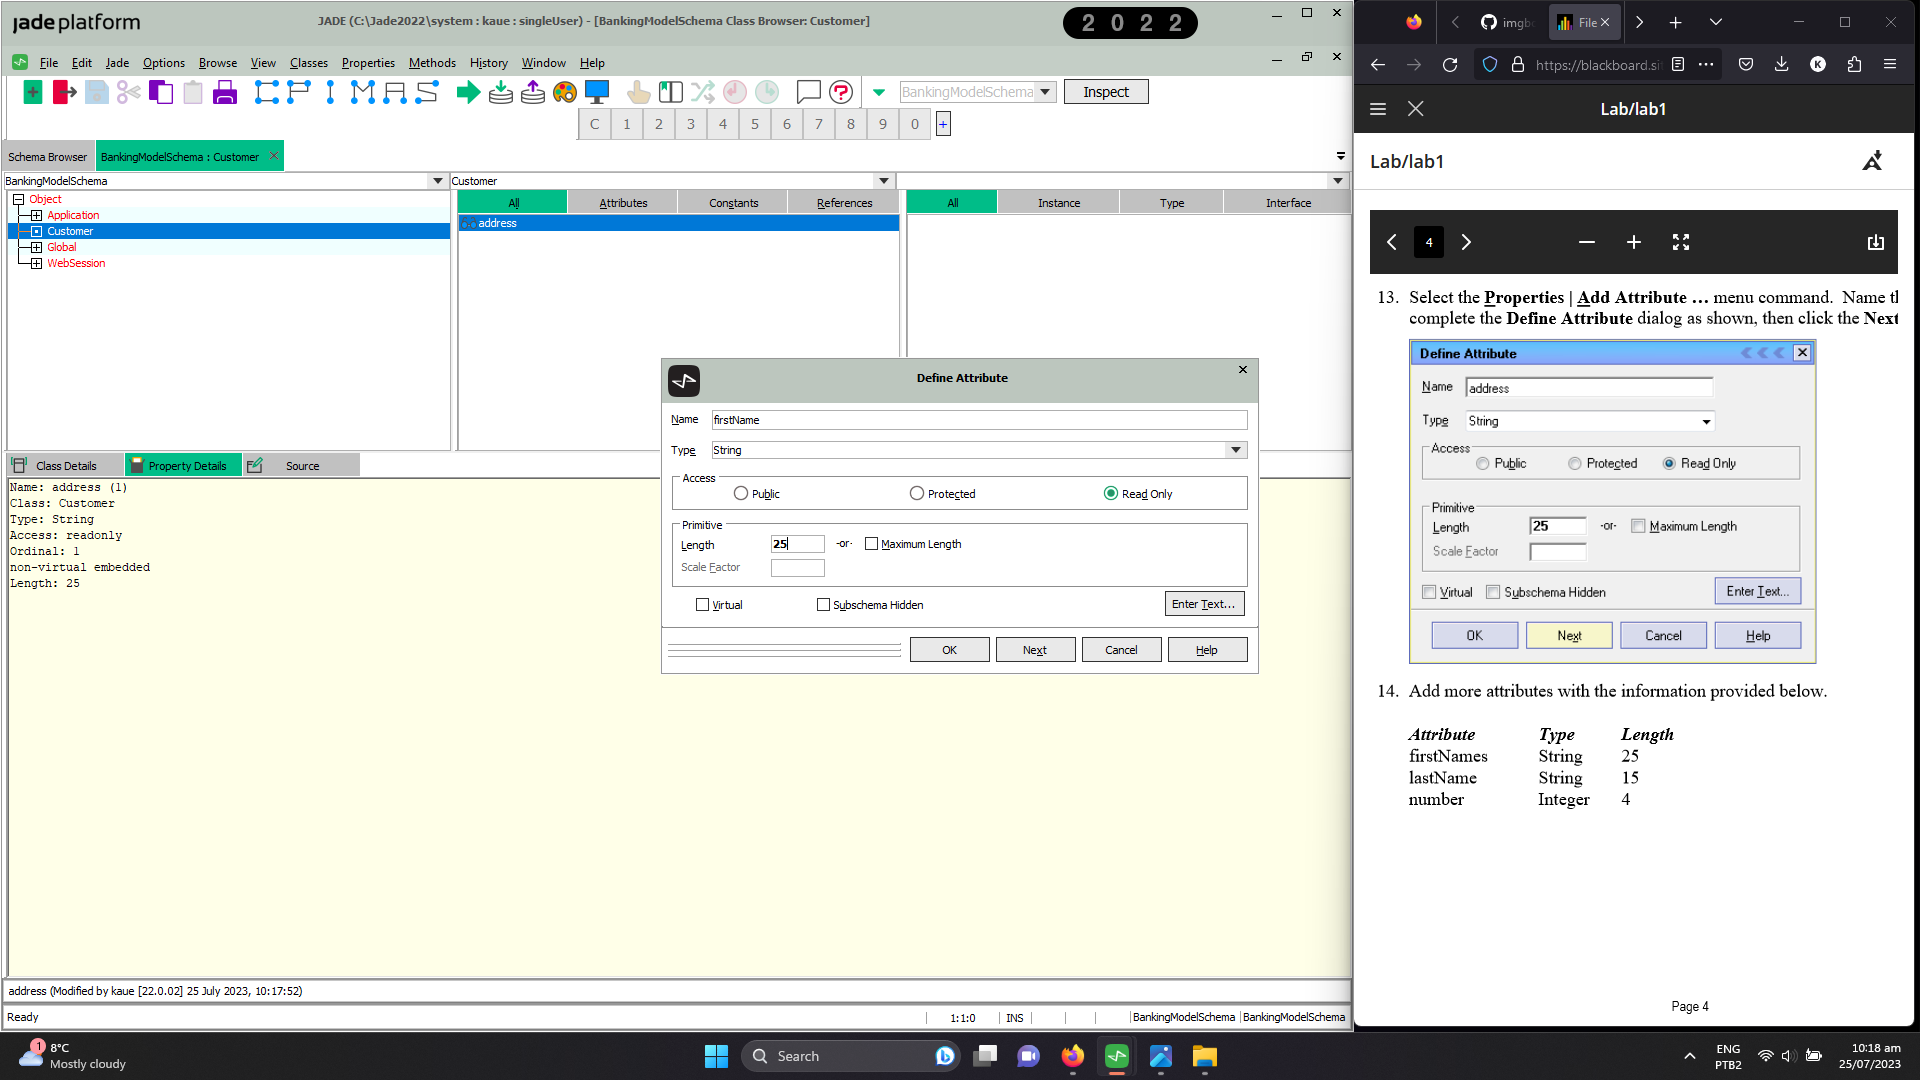 jade platform
JADE (C:\Jade2022\system : kaue : singleUser) - [BankingModelSchema Class Browser: Customer]
2022
File Edit Jade Options Browse View Classes Properties Methods History Window Help
BankingModelSchema
Inspect
C 1 2 3 4 5 6 7 8 9 0 +
Schema Browser
BankingModelSchema : Customer
BankingModelSchema
Customer
Object
Application
Customer
Global
WebSession
All Attributes Constants References
address
All Instance Type Interface
Class Details Property Details Source
Name: address (1)
Class: Customer
Type: String
Access: readonly
Ordinal: 1
non-virtual embedded
Length: 25
Define Attribute
Name firstName
Type String
Access
Public Protected Read Only
Primitive
Length 25 -or- Maximum Length
Scale Factor
Virtual Subschema Hidden Enter Text...
OK Next Cancel Help
address (Modified by kaue [22.0.02] 25 July 2023, 10:17:52)
Ready 1:1:0 INS BankingModelSchema BankingModelSchema
imgb
File
https://blackboard.si
K
Lab/lab1
Lab/lab1
4
13. Select the Properties | Add Attribute … menu command. Name th
complete the Define Attribute dialog as shown, then click the Next
Define Attribute
Name address
Type String
Access
Public Protected Read Only
Primitive
Length 25 -or- Maximum Length
Scale Factor
Virtual Subschema Hidden Enter Text...
OK Next Cancel Help
14. Add more attributes with the information provided below.
Attribute Type Length
firstNames String 25
lastName String 15
number Integer 4
Page 4
1
8°C
Mostly cloudy
Search
ENG
PTB2
10:18 am
25/07/2023